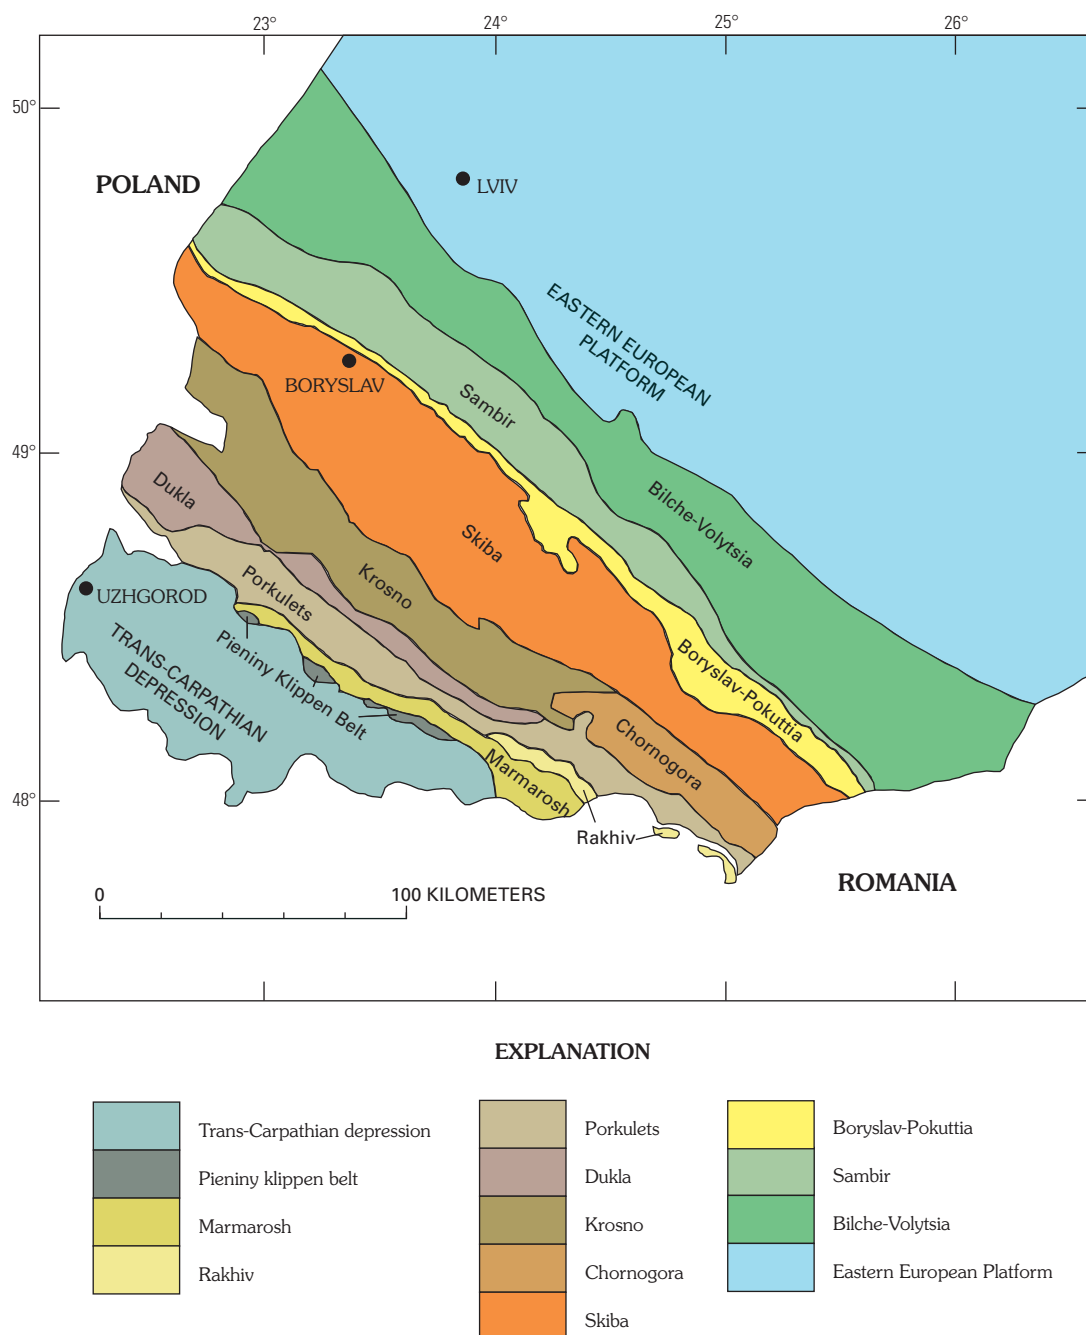 23°
24°
25°
26°
50°
POLAND
LVIV
EASTERN EUROPEAN
PLATFORM
BORYSLAV
Sambir
49°
Dukla
Bilche-Volytsia
Skiba
Krosno
Porkulets
UZHGOROD
Pieniny Klippen Belt
TRANS-CARPATHIAN
DEPRESSION
Boryslav-Pokuttia
Chornogora
Marmarosh
48°
Rakhiv
ROMANIA
0
100 KILOMETERS
EXPLANATION
Trans-Carpathian depression
Pieniny klippen belt
Marmarosh
Rakhiv
Porkulets
Dukla
Krosno
Chornogora
Skiba
Boryslav-Pokuttia
Sambir
Bilche-Volytsia
Eastern European Platform